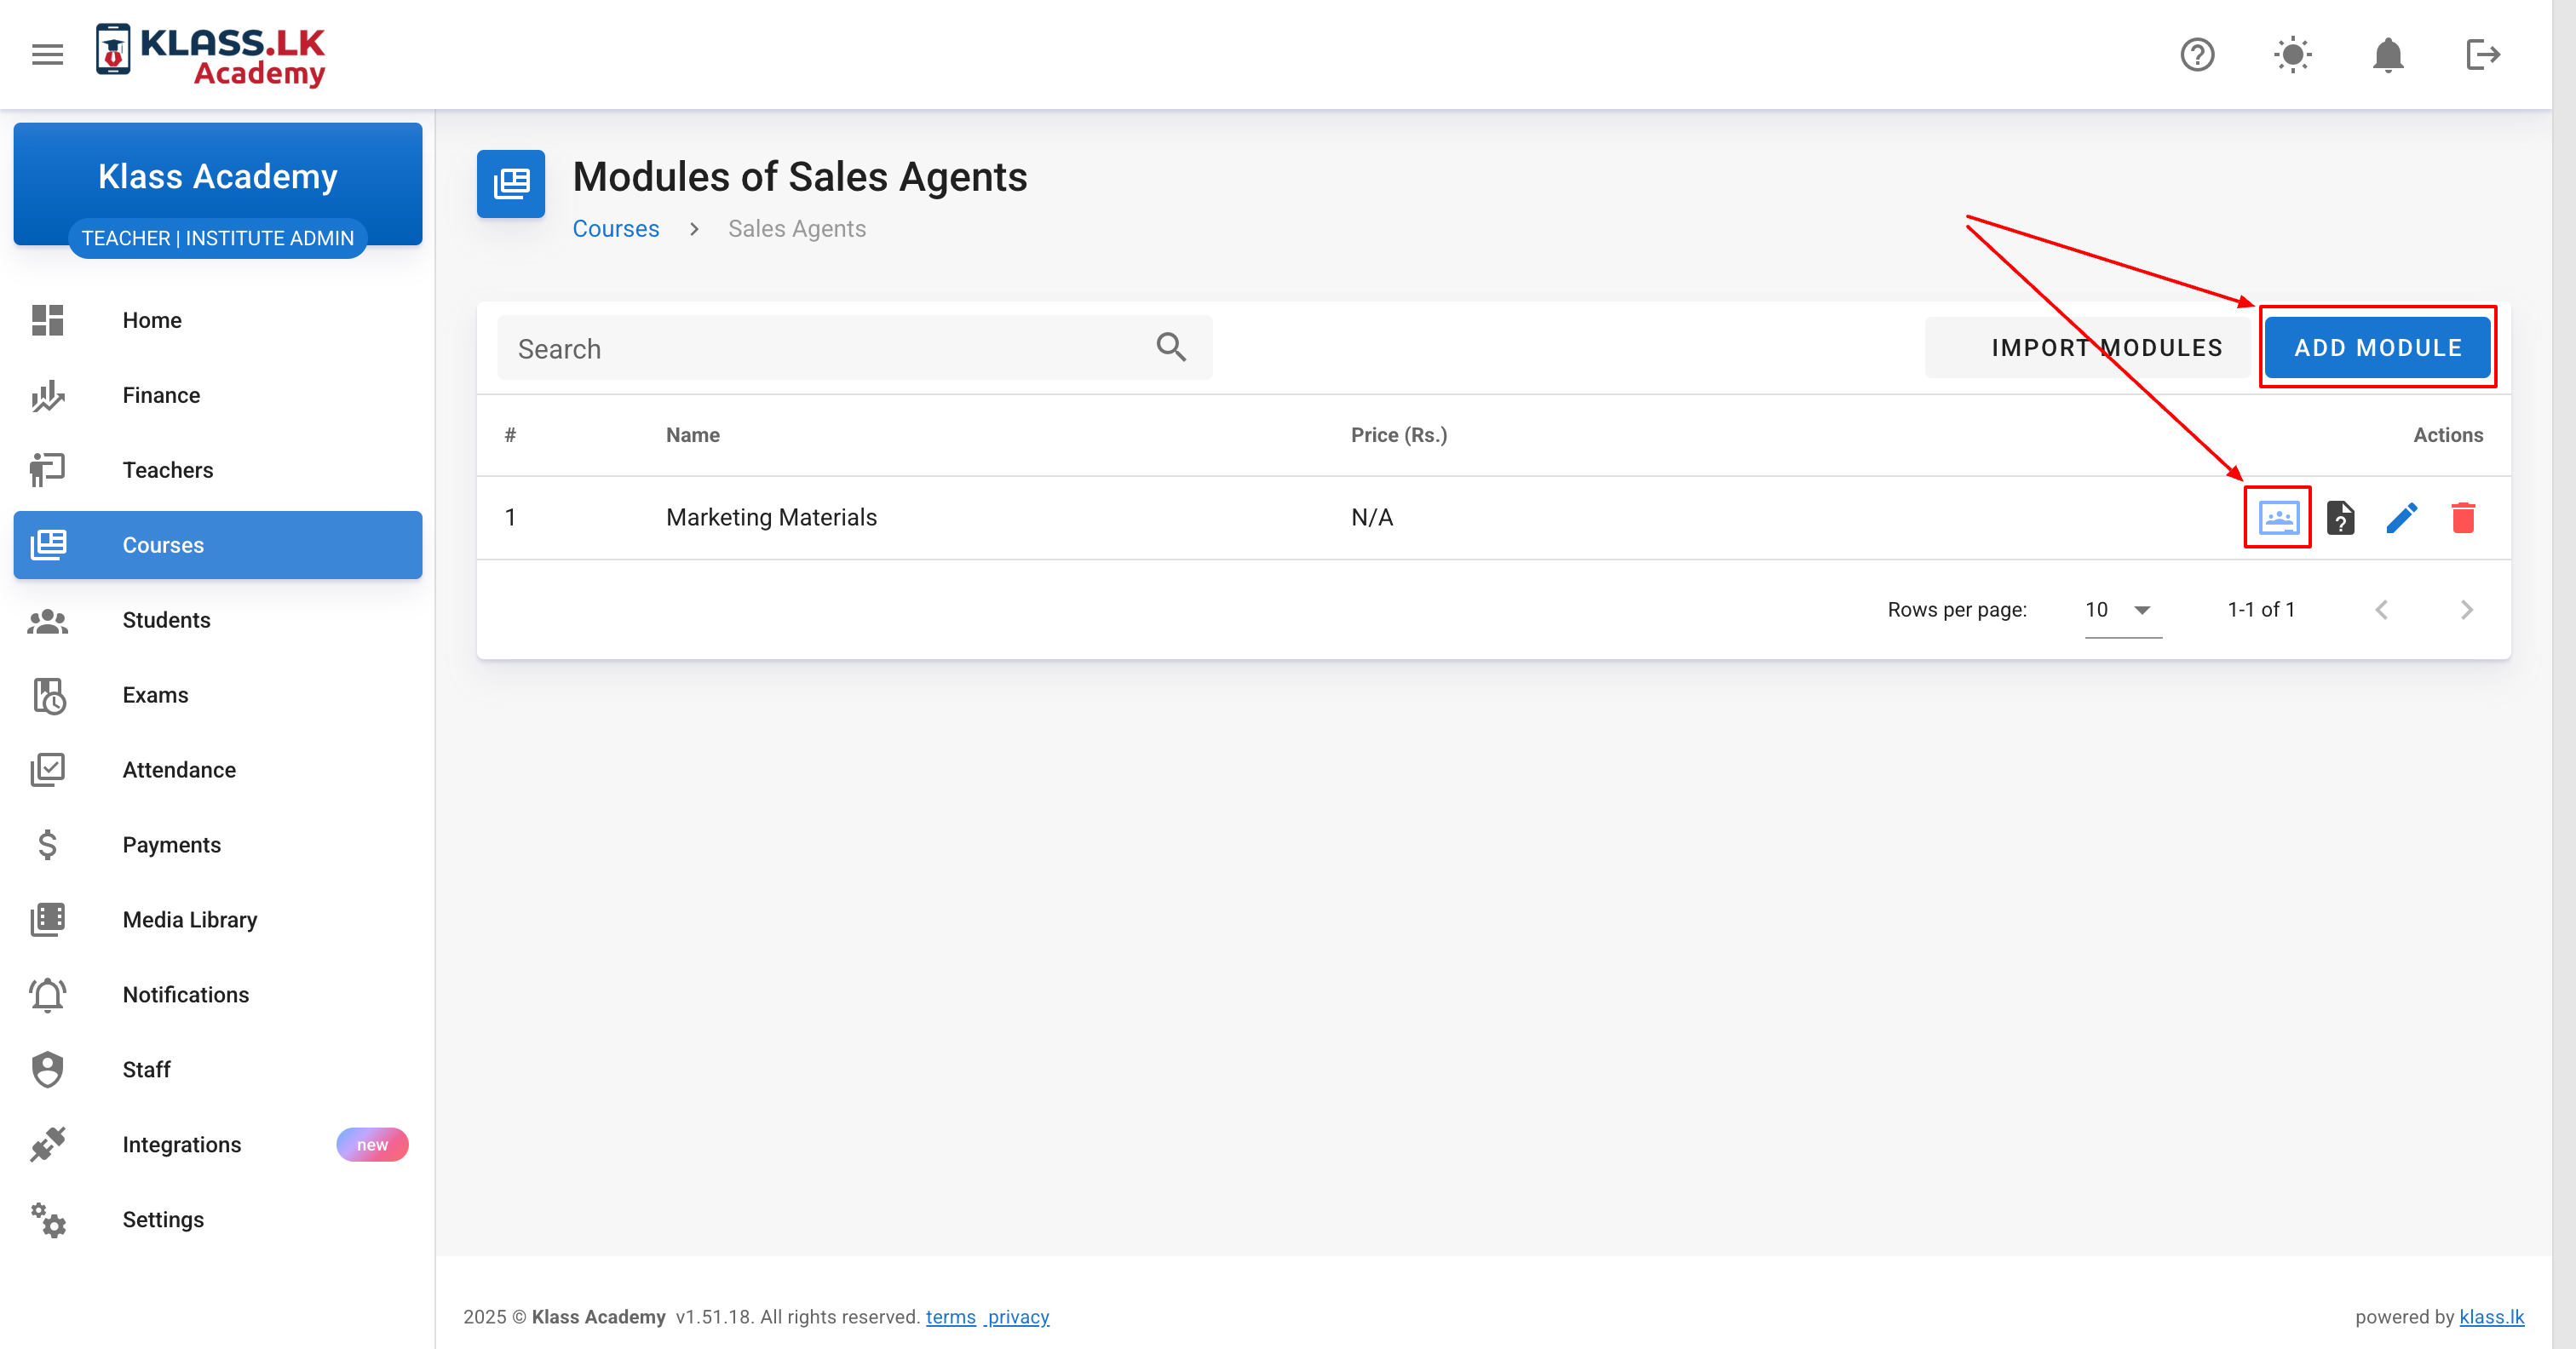 KLASS.LK
Academy
Klass Academy
TEACHER | INSTITUTE ADMIN
Home
Finance
Teachers
Courses
Students
Exams
Attendance
Payments
Media Library
Notifications
Staff
Integrations new
Settings
Modules of Sales Agents
Courses > Sales Agents
Search
IMPORT MODULES
ADD MODULE
# Name Price (Rs.) Actions
1 Marketing Materials N/A
Rows per page: 10 1-1 of 1
2025 © Klass Academy v1.51.18. All rights reserved. terms privacy
powered by klass.lk